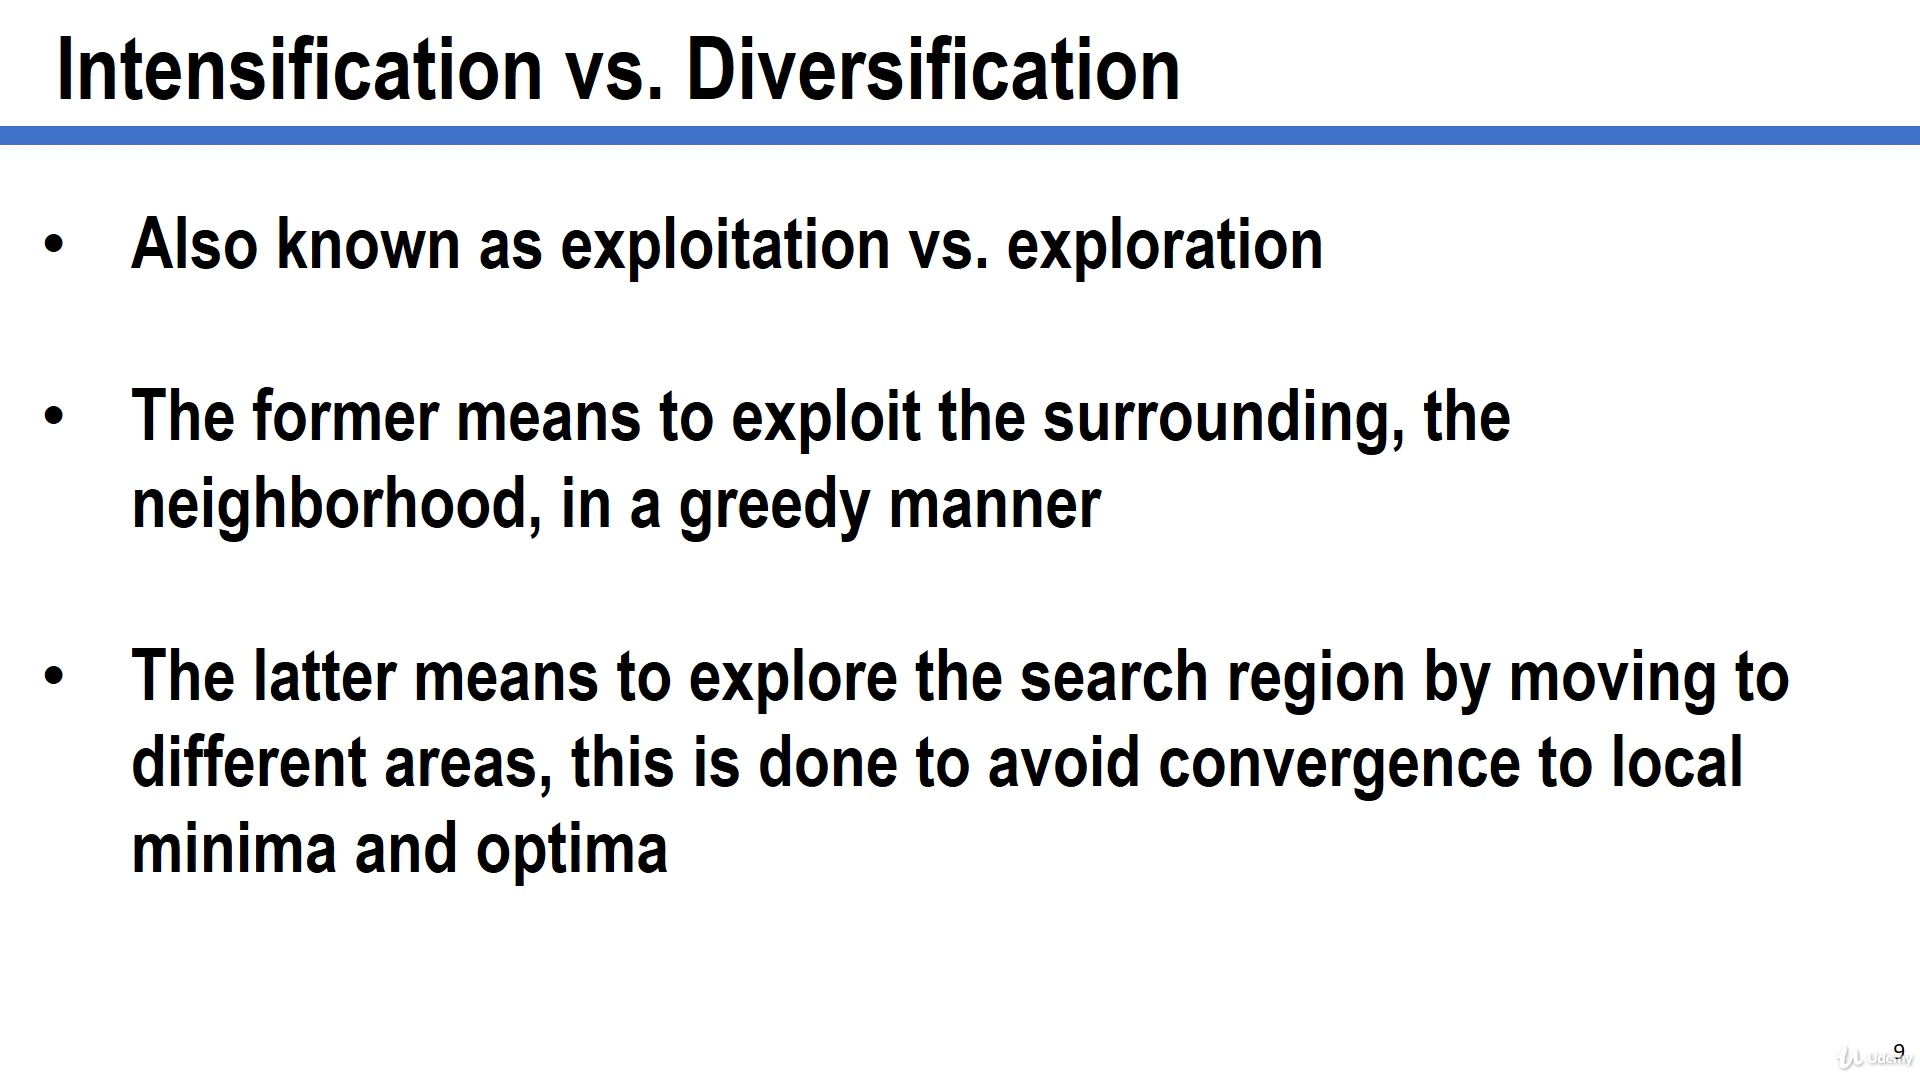 Intensification vs. Diversification
• Also known as exploitation vs. exploration
• The former means to exploit the surrounding, the
neighborhood, in a greedy manner
• The latter means to explore the search region by moving to
different areas, this is done to avoid convergence to local
minima and optima
9
Udemy